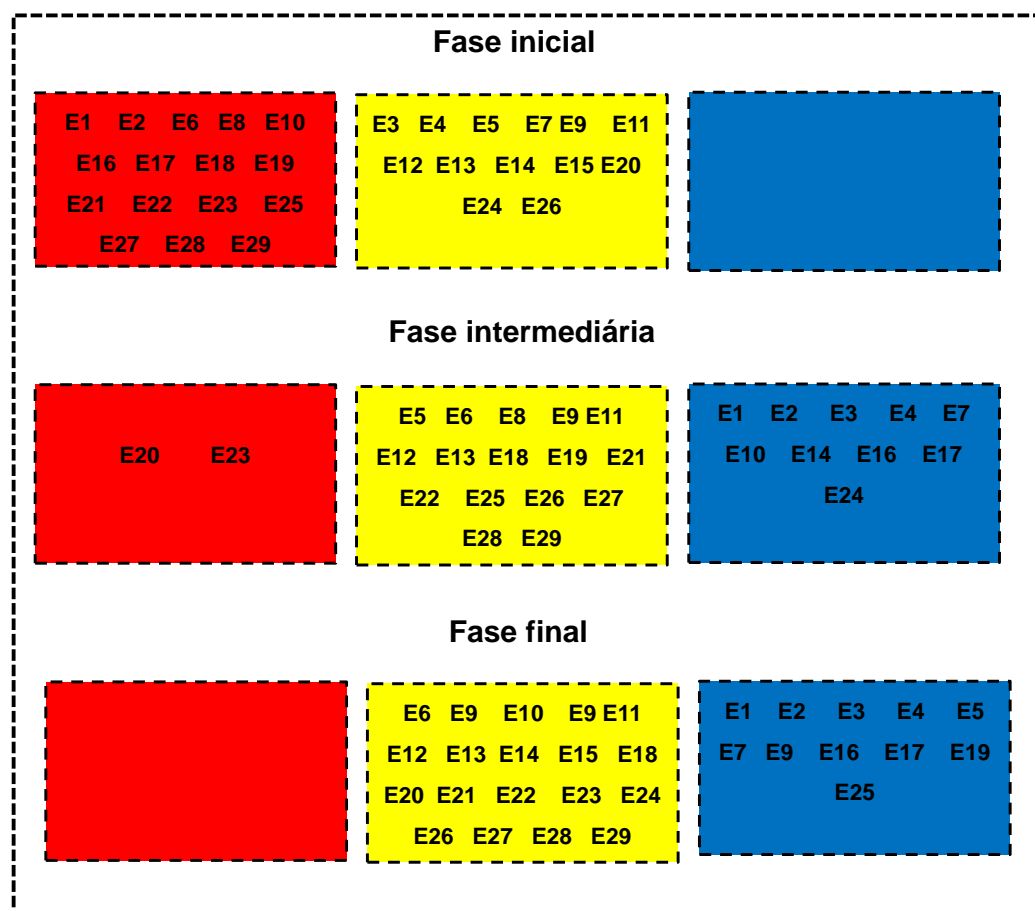 Fase inicial
E1 E2 E6 E8 E10
E16 E17 E18 E19
E21 E22 E23 E25
E27 E28 E29
E3 E4 E5 E7 E9 E11
E12 E13 E14 E15 E20
E24 E26
Fase intermediária
E20 E23
E5 E6 E8 E9 E11
E12 E13 E18 E19 E21
E22 E25 E26 E27
E28 E29
E1 E2 E3 E4 E7
E10 E14 E16 E17
E24
Fase final
E6 E9 E10 E9 E11
E12 E13 E14 E15 E18
E20 E21 E22 E23 E24
E26 E27 E28 E29
E1 E2 E3 E4 E5
E7 E9 E16 E17 E19
E25